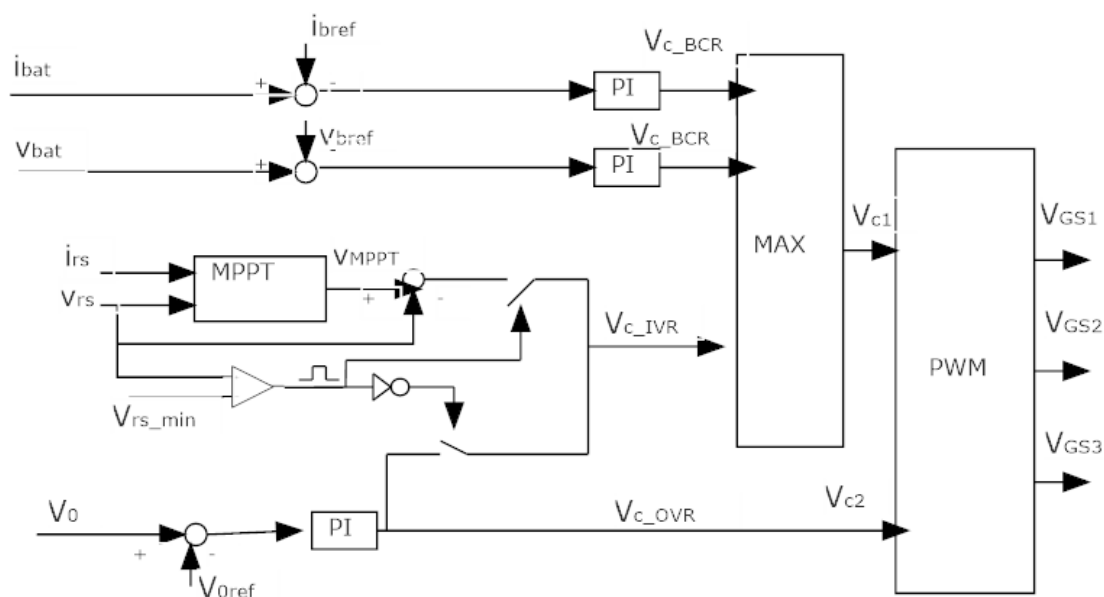 ibref
Vc_BCR
ibat
+
-
PI
vbref
Vc_BCR
vbat
+
-
PI
irs
MPPT
vMPPT
vrs
+
-
Vc_IVR
MAX
Vc1
VGS1
VGS2
PWM
VGS3
Vrs_min
V0
+
-
V0ref
PI
Vc_OVR
Vc2